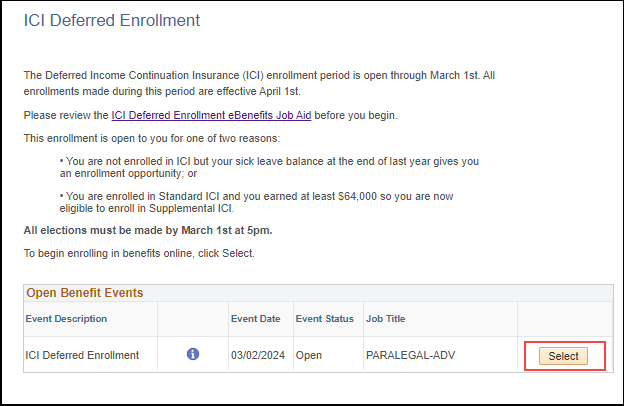 ICI Deferred Enrollment
The Deferred Income Continuation Insurance (ICI) enrollment period is open through March 1st. All
enrollments made during this period are effective April 1st.
Please review the ICI Deferred Enrollment eBenefits Job Aid before you begin.
This enrollment is open to you for one of two reasons:
• You are not enrolled in ICI but your sick leave balance at the end of last year gives you
an enrollment opportunity; or
• You are enrolled in Standard ICI and you earned at least $64,000 so you are now
eligible to enroll in Supplemental ICI.
All elections must be made by March 1st at 5pm.
To begin enrolling in benefits online, click Select.
Open Benefit Events
Event Description Event Date Event Status Job Title
ICI Deferred Enrollment i 03/02/2024 Open PARALEGAL-ADV Select